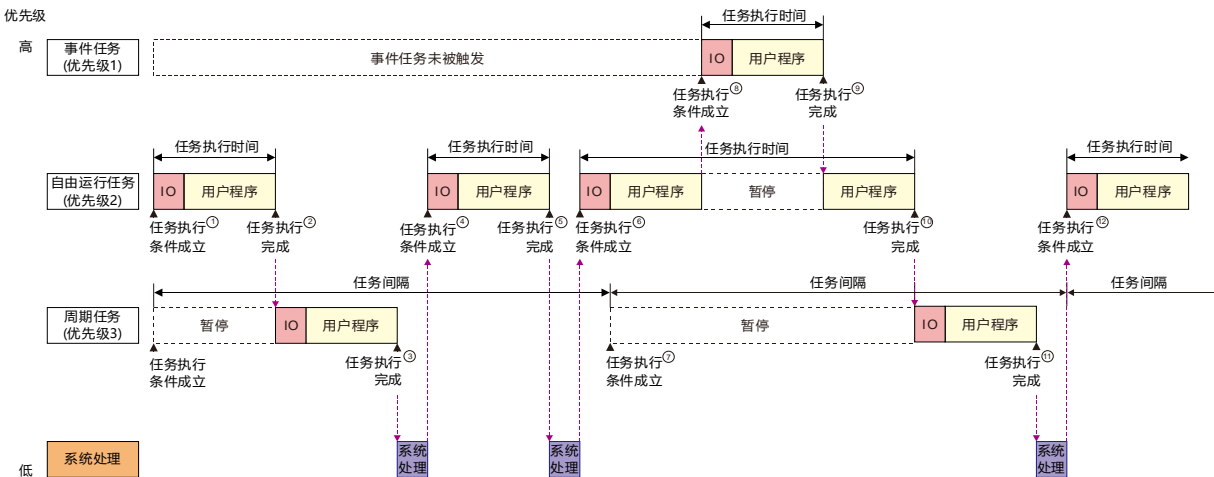 优先级
高
事件任务
(优先级1)
事件任务未被触发
任务执行时间
IO
用户程序
任务执行⑧
条件成立
任务执行⑨
完成
自由运行任务
(优先级2)
任务执行时间
IO
用户程序
任务执行①
条件成立
任务执行②
完成
任务执行时间
IO
用户程序
任务执行④
条件成立
任务执行⑤
完成
任务执行时间
IO
用户程序
暂停
用户程序
任务执行⑥
条件成立
任务执行⑩
完成
任务执行时间
IO
用户程序
任务执行⑫
条件成立
周期任务
(优先级3)
任务间隔
暂停
IO
用户程序
任务执行
条件成立
任务执行③
完成
任务间隔
暂停
IO
用户程序
任务执行⑦
条件成立
任务执行⑪
完成
任务间隔
低
系统处理
系统
处理
系统
处理
系统
处理